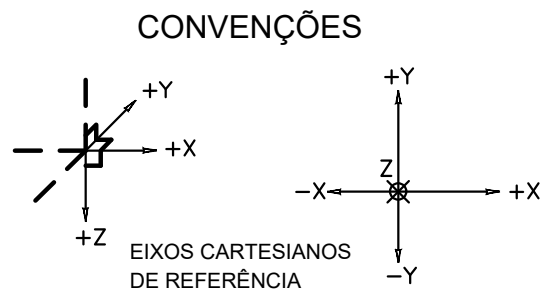 CONVENÇÕES
+Y
+X
+Z
+Y
Z
-X
+X
-Y
EIXOS CARTESIANOS
DE REFERÊNCIA